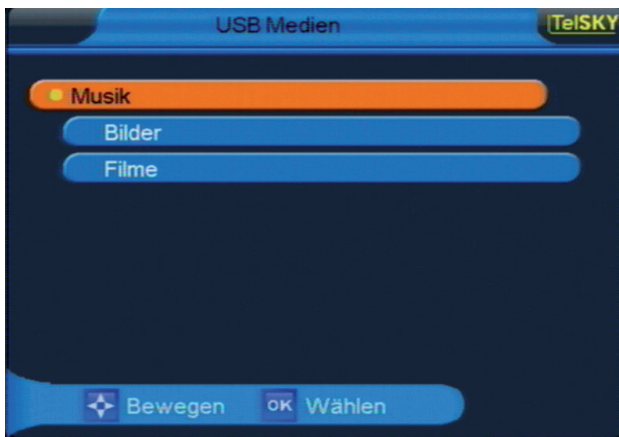 USB Medien
TelSKY
Musik
Bilder
Filme
Bewegen
OK Wählen